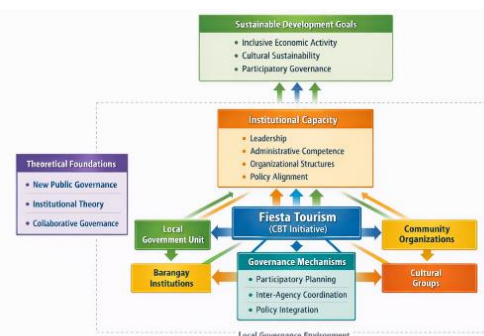 Sustainable Development Goals
• Inclusive Economic Activity
• Cultural Sustainability
• Participatory Governance
Institutional Capacity
• Leadership
• Administrative Competence
• Organizational Structures
• Policy Alignment
Theoretical Foundations
• New Public Governance
• Institutional Theory
• Collaborative Governance
Local
Government Unit
Fiesta Tourism
(CBT Initiative)
Community
Organizations
Barangay
Institutions
Governance Mechanisms
• Participatory Planning
• Inter-Agency Coordination
• Policy Integration
Cultural
Groups
Local Governance Environment